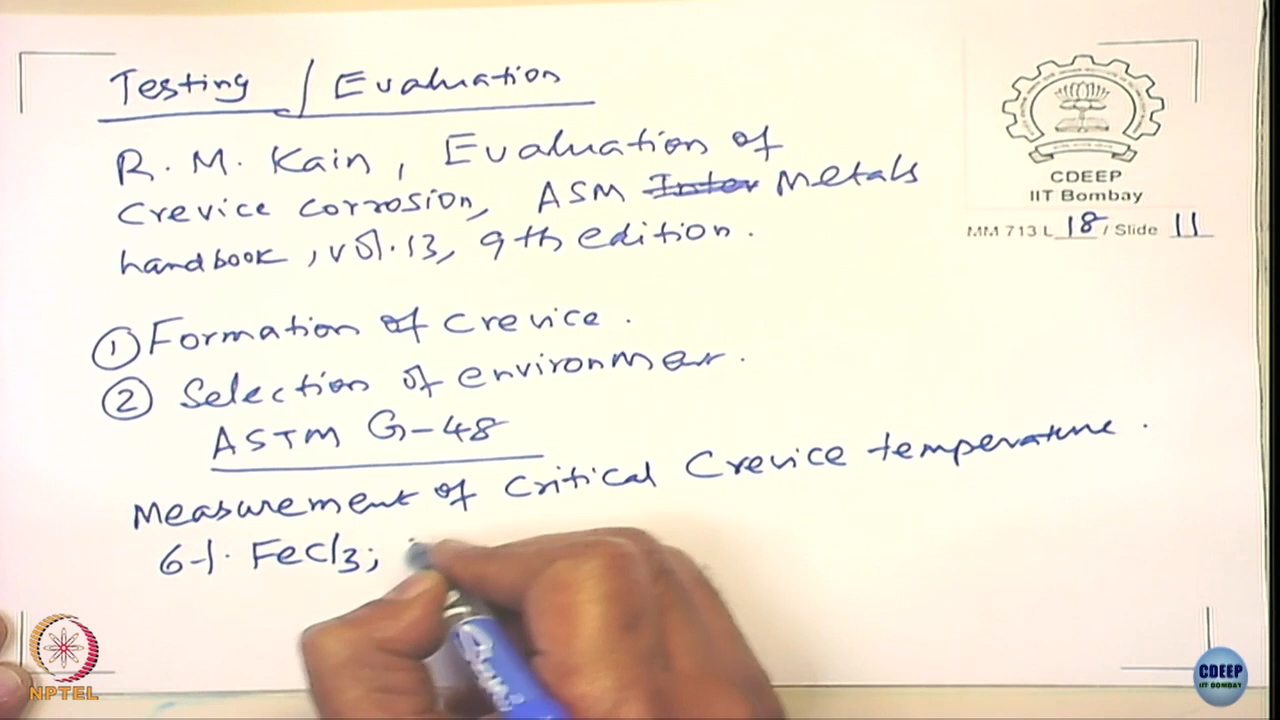 Testing / Evaluation
R. M. Kain, Evaluation of
Crevice corrosion, ASM Inter Metals
handbook, vol. 13, 9th edition.
① Formation of crevice.
② Selection of environment.
ASTM G-48
Measurement of Critical Crevice temperature.
6% FeCl3;
CDEEP
IIT Bombay
MM 713 L 18 / Slide 11
NPTEL
CDEEP
IIT BOMBAY